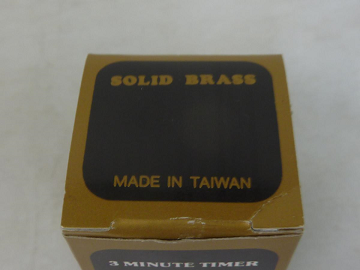 SOLID BRASS
MADE IN TAIWAN
3 MINUTE TIMER